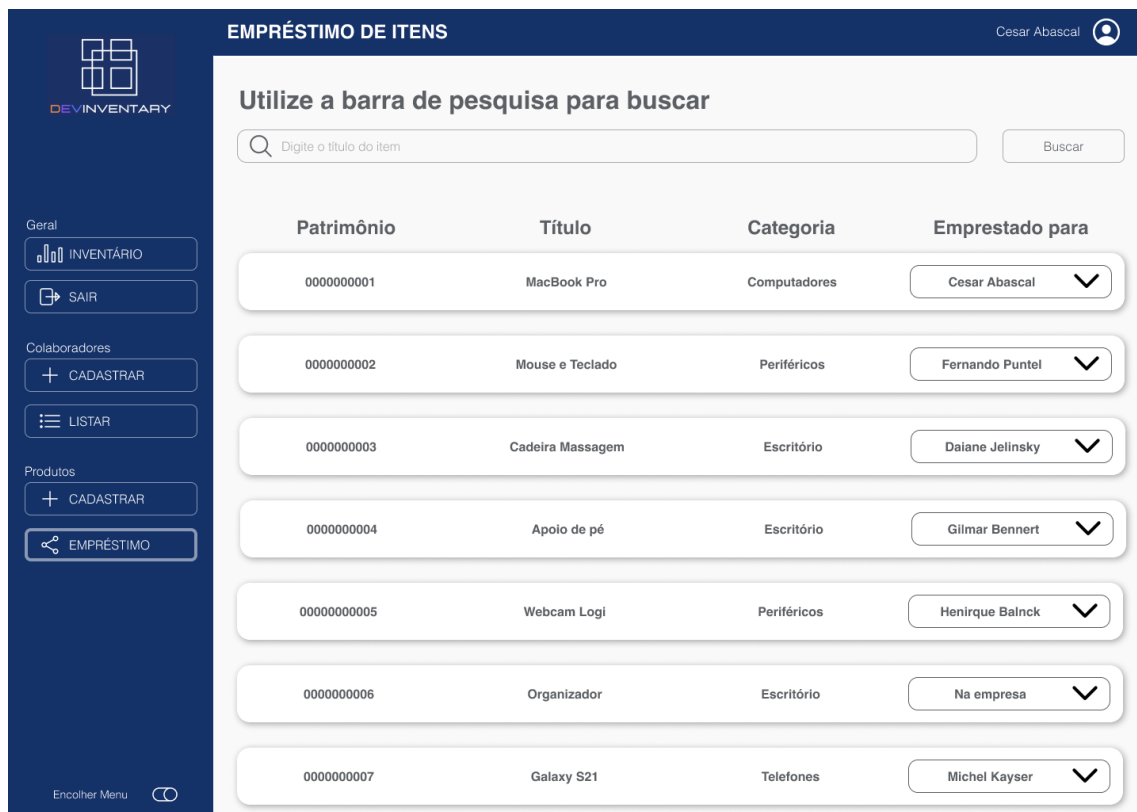 EMPRÉSTIMO DE ITENS
Cesar Abascal
DEVINVENTARY
Utilize a barra de pesquisa para buscar
Digite o título do item
Buscar
Geral
INVENTÁRIO
SAIR
Colaboradores
CADASTRAR
LISTAR
Produtos
CADASTRAR
EMPRÉSTIMO
Encolher Menu
Patrimônio Título Categoria Emprestado para
0000000001 MacBook Pro Computadores Cesar Abascal
0000000002 Mouse e Teclado Periféricos Fernando Puntel
0000000003 Cadeira Massagem Escritório Daiane Jelinsky
0000000004 Apoio de pé Escritório Gilmar Bennert
00000000005 Webcam Logi Periféricos Henirque Balnck
0000000006 Organizador Escritório Na empresa
0000000007 Galaxy S21 Telefones Michel Kayser